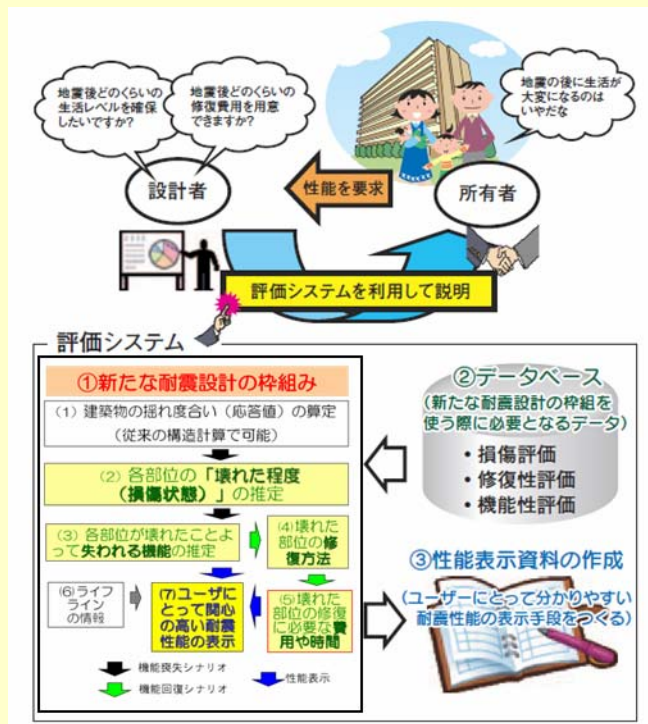 地震後どのくらいの
生活レベルを確保
したいですか?
地震後どのくらいの
修復費用を用意
できますか?
地震の後に生活が
大変になるのは
いやだな
設計者
性能を要求
所有者
評価システムを利用して説明
評価システム
①新たな耐震設計の枠組み
(1) 建築物の揺れ度合い（応答値）の算定
（従来の構造計算で可能）
(2) 各部位の「壊れた程度
（損傷状態）」の推定
(3) 各部位が壊れたことよ
って失われる機能の推定
(4) 壊れた
部位の修
復方法
(5) 壊れた
部位の修復
に必要な費
用や時間
(6) ライフ
ライン
の情報
(7) ユーザに
とって関心
の高い耐震
性能の表示
機能喪失シナリオ
機能回復シナリオ
性能表示
②データベース
(新たな耐震設計の枠組を
使う際に必要となるデータ)
・損傷評価
・修復性評価
・機能性評価
③性能表示資料の作成
(ユーザーにとって分かりやすい
耐震性能の表示手段をつくる)